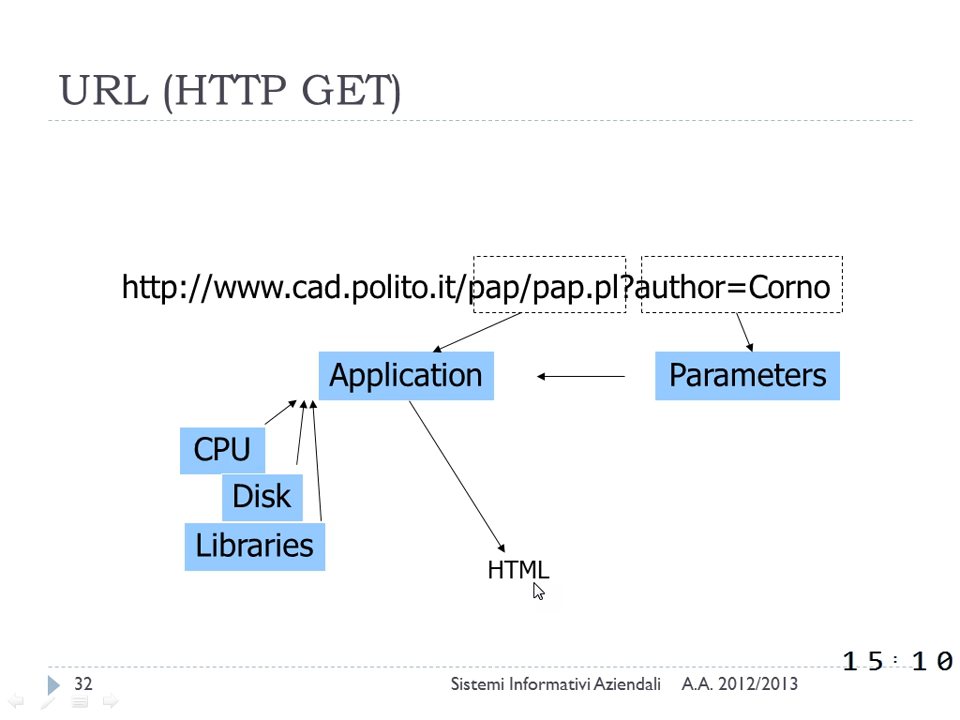 URL (HTTP GET)
http://www.cad.polito.it/pap/pap.pl?author=Corno
Application
Parameters
CPU
Disk
Libraries
HTML
15:10
32
Sistemi Informativi Aziendali A.A. 2012/2013